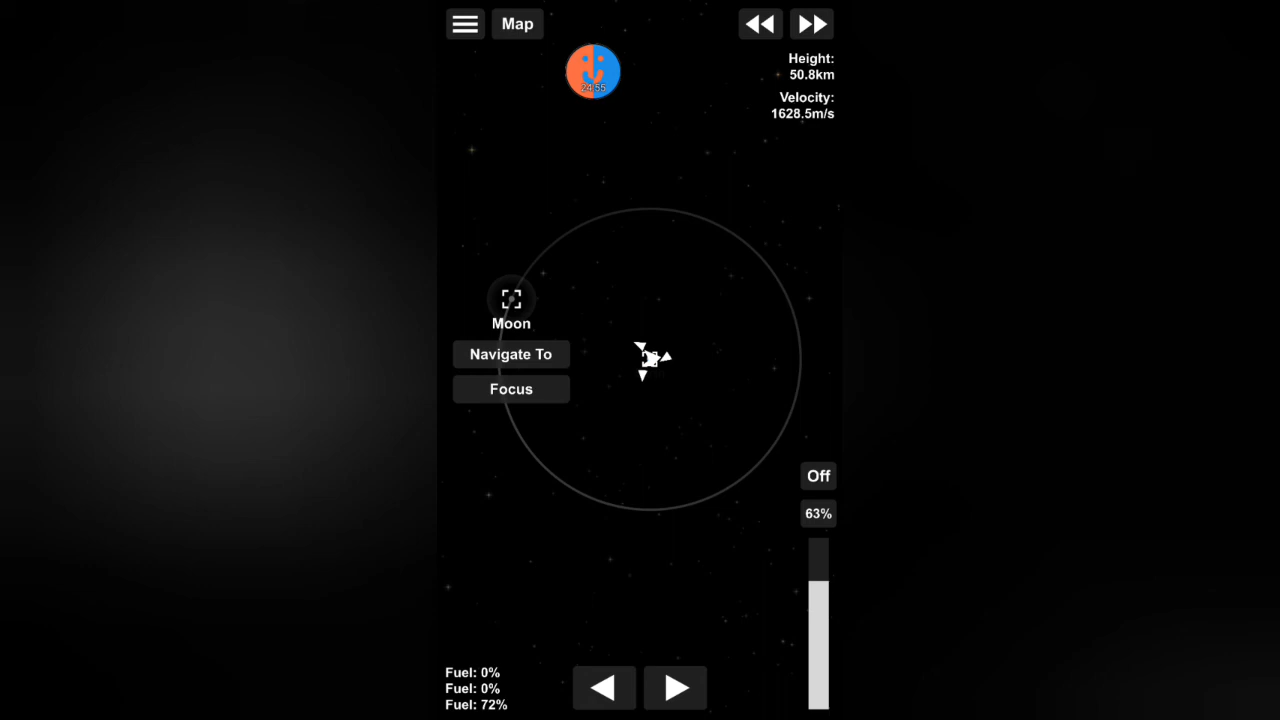 Map
24:55
Height:
50.8km
Velocity:
1628.5m/s
Moon
Navigate To
Focus
Off
63%
Fuel: 0%
Fuel: 0%
Fuel: 72%